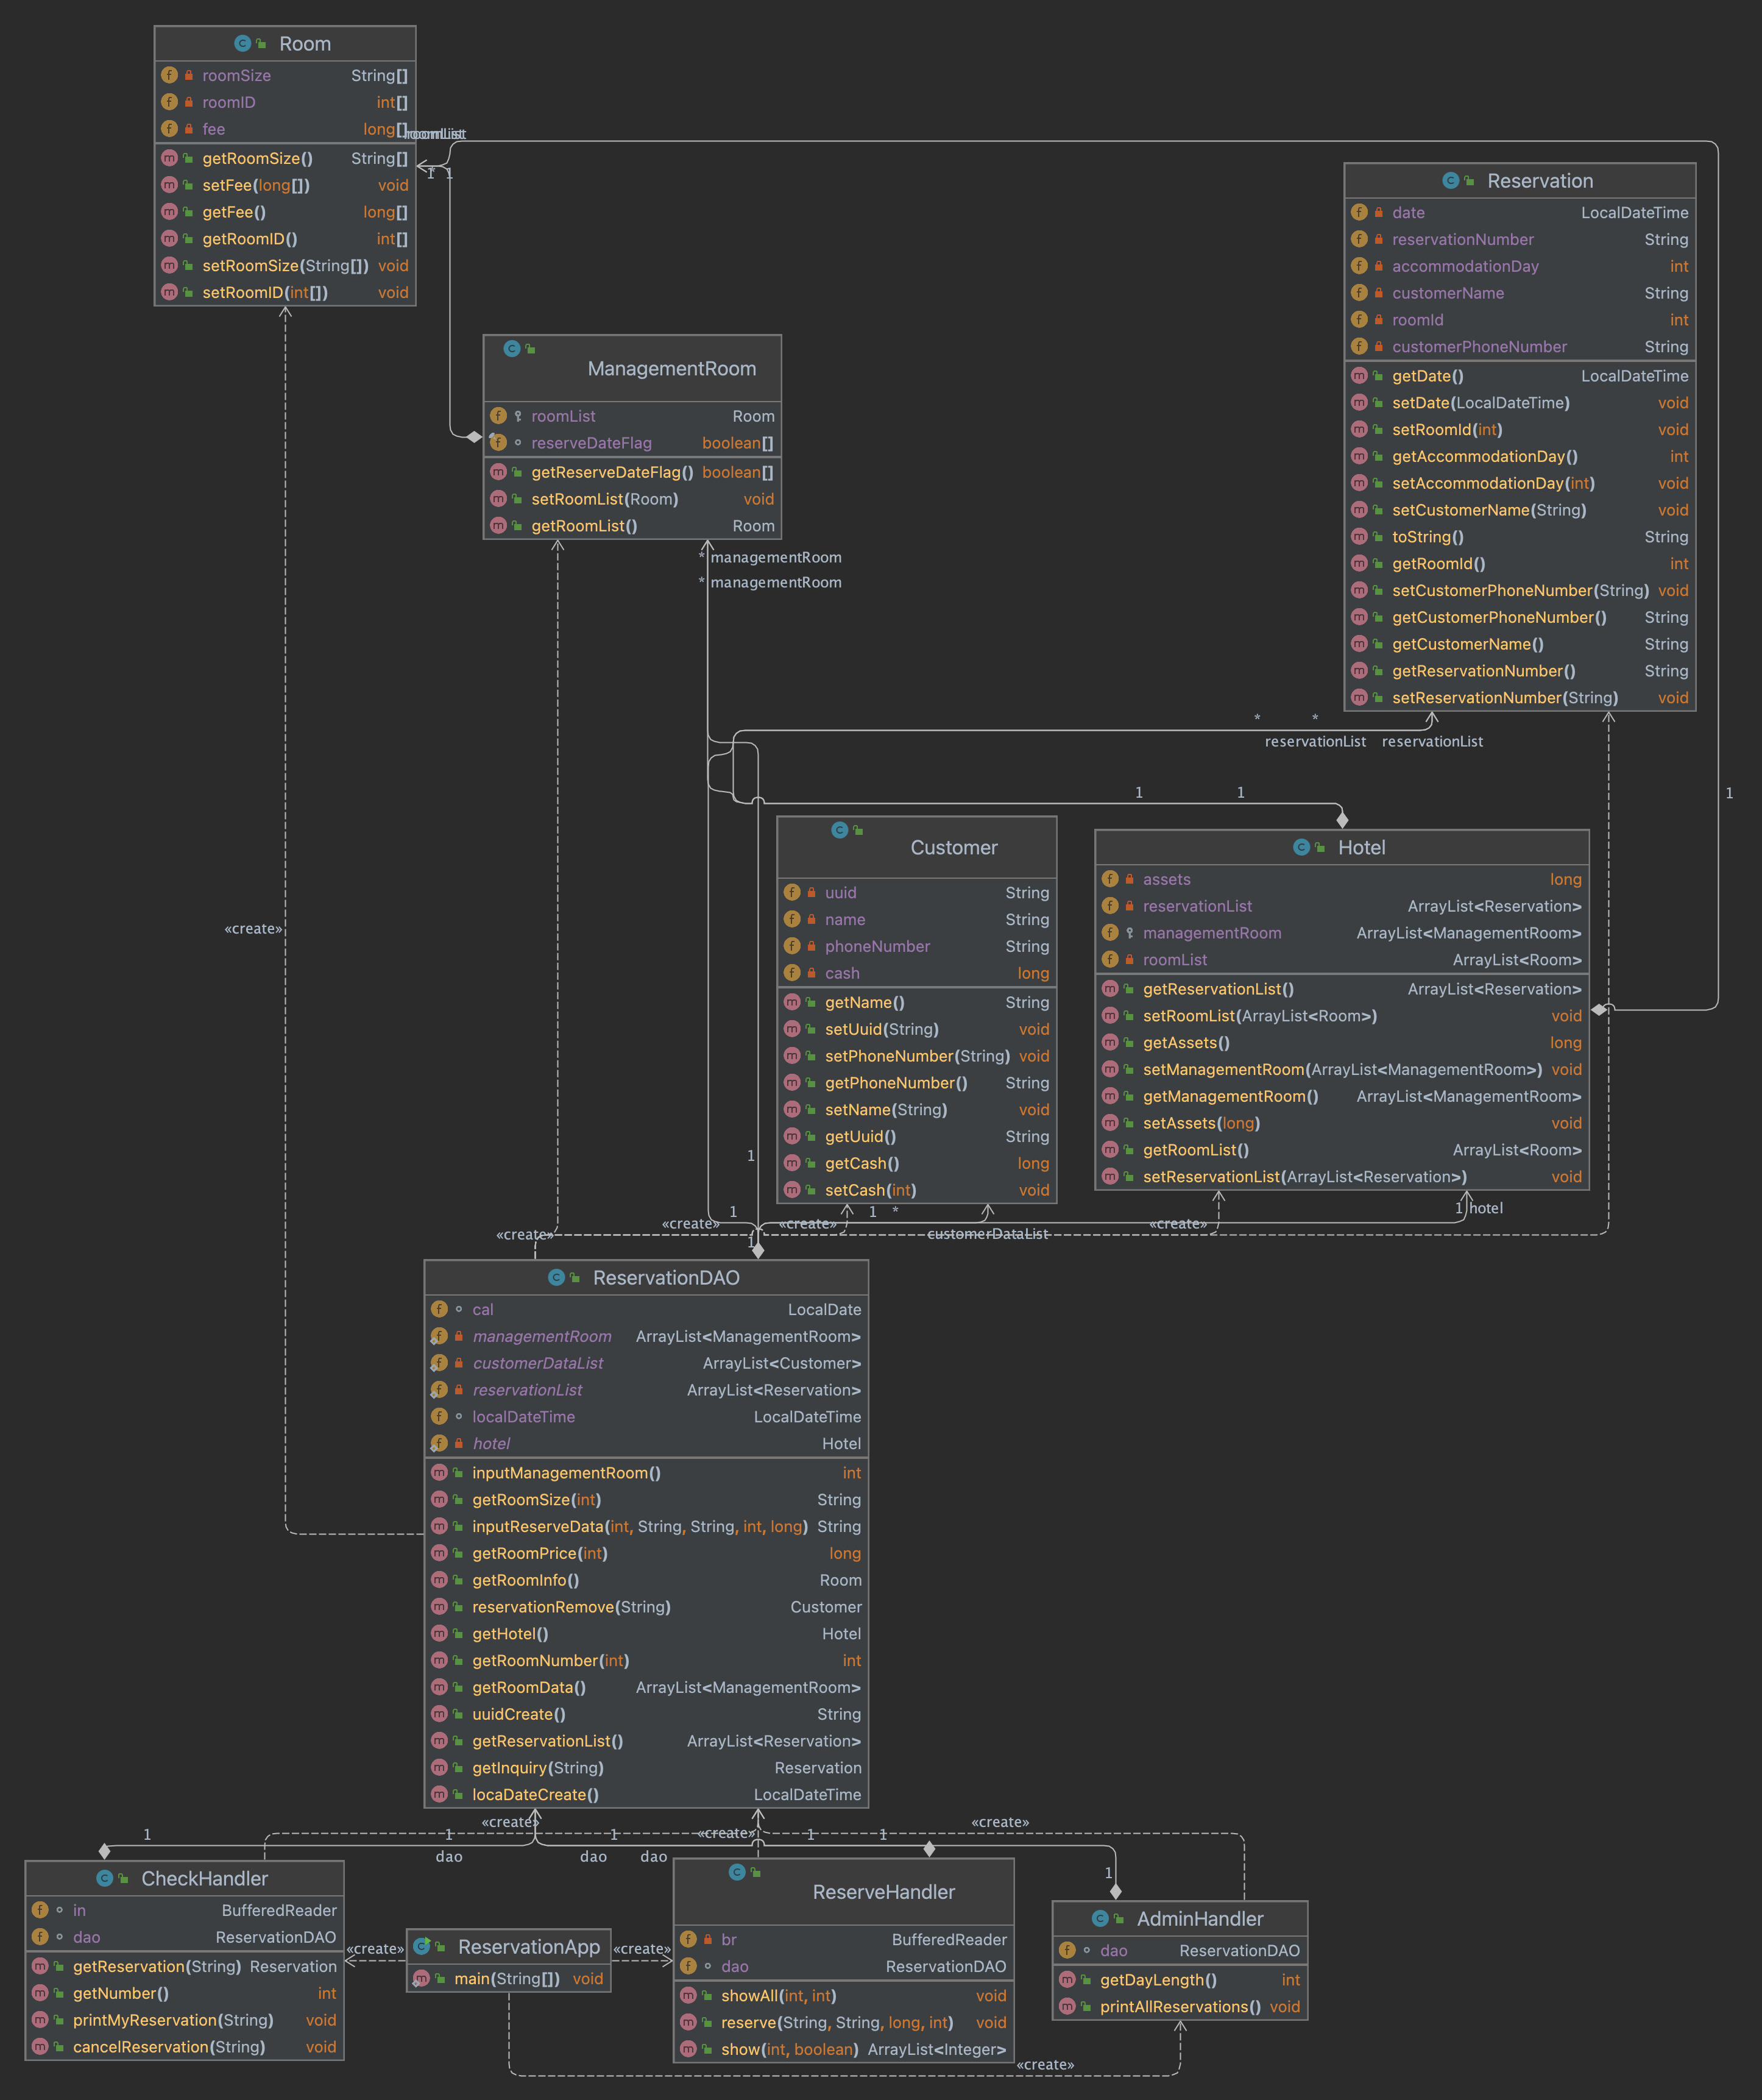 Room
roomSize String[]
roomID int[]
fee long[]
roomList
getRoomSize() String[]
setFee(long[]) void
getFee() long[]
getRoomID() int[]
setRoomSize(String[]) void
setRoomID(int[]) void
* 1
Reservation
date LocalDateTime
reservationNumber String
accommodationDay int
customerName String
roomId int
customerPhoneNumber String
getDate() LocalDateTime
setDate(LocalDateTime) void
setRoomId(int) void
getAccommodationDay() int
setAccommodationDay(int) void
setCustomerName(String) void
toString() String
getRoomId() int
setCustomerPhoneNumber(String) void
getCustomerPhoneNumber() String
getCustomerName() String
getReservationNumber() String
setReservationNumber(String) void
ManagementRoom
roomList Room
reserveDateFlag boolean[]
getReserveDateFlag() boolean[]
setRoomList(Room) void
getRoomList() Room
* managementRoom
* managementRoom
* *
reservationList reservationList
1 1 1
Customer
uuid String
name String
phoneNumber String
cash long
getName() String
setUuid(String) void
setPhoneNumber(String) void
getPhoneNumber() String
setName(String) void
getUuid() String
getCash() long
setCash(int) void
Hotel
assets long
reservationList ArrayList<Reservation>
managementRoom ArrayList<ManagementRoom>
roomList ArrayList<Room>
getReservationList() ArrayList<Reservation>
setRoomList(ArrayList<Room>) void
getAssets() long
setManagementRoom(ArrayList<ManagementRoom>) void
getManagementRoom() ArrayList<ManagementRoom>
setAssets(long) void
getRoomList() ArrayList<Room>
setReservationList(ArrayList<Reservation>) void
«create»
1
1 1 * 1 hotel
«create» «create» «create»
«create» customerDataList
1
ReservationDAO
cal LocalDate
managementRoom ArrayList<ManagementRoom>
customerDataList ArrayList<Customer>
reservationList ArrayList<Reservation>
localDateTime LocalDateTime
hotel Hotel
inputManagementRoom() int
getRoomSize(int) String
inputReserveData(int, String, String, int, long) String
getRoomPrice(int) long
getRoomInfo() Room
reservationRemove(String) Customer
getHotel() Hotel
getRoomNumber(int) int
getRoomData() ArrayList<ManagementRoom>
uuidCreate() String
getReservationList() ArrayList<Reservation>
getInquiry(String) Reservation
locaDateCreate() LocalDateTime
«create» «create»
1 1 1 «create» 1 1
dao dao dao
1
CheckHandler
in BufferedReader
dao ReservationDAO
getReservation(String) Reservation
getNumber() int
printMyReservation(String) void
cancelReservation(String) void
«create»
ReservationApp
main(String[]) void
«create»
ReserveHandler
br BufferedReader
dao ReservationDAO
showAll(int, int) void
reserve(String, String, long, int) void
show(int, boolean) ArrayList<Integer>
AdminHandler
dao ReservationDAO
getDayLength() int
printAllReservations() void
«create»